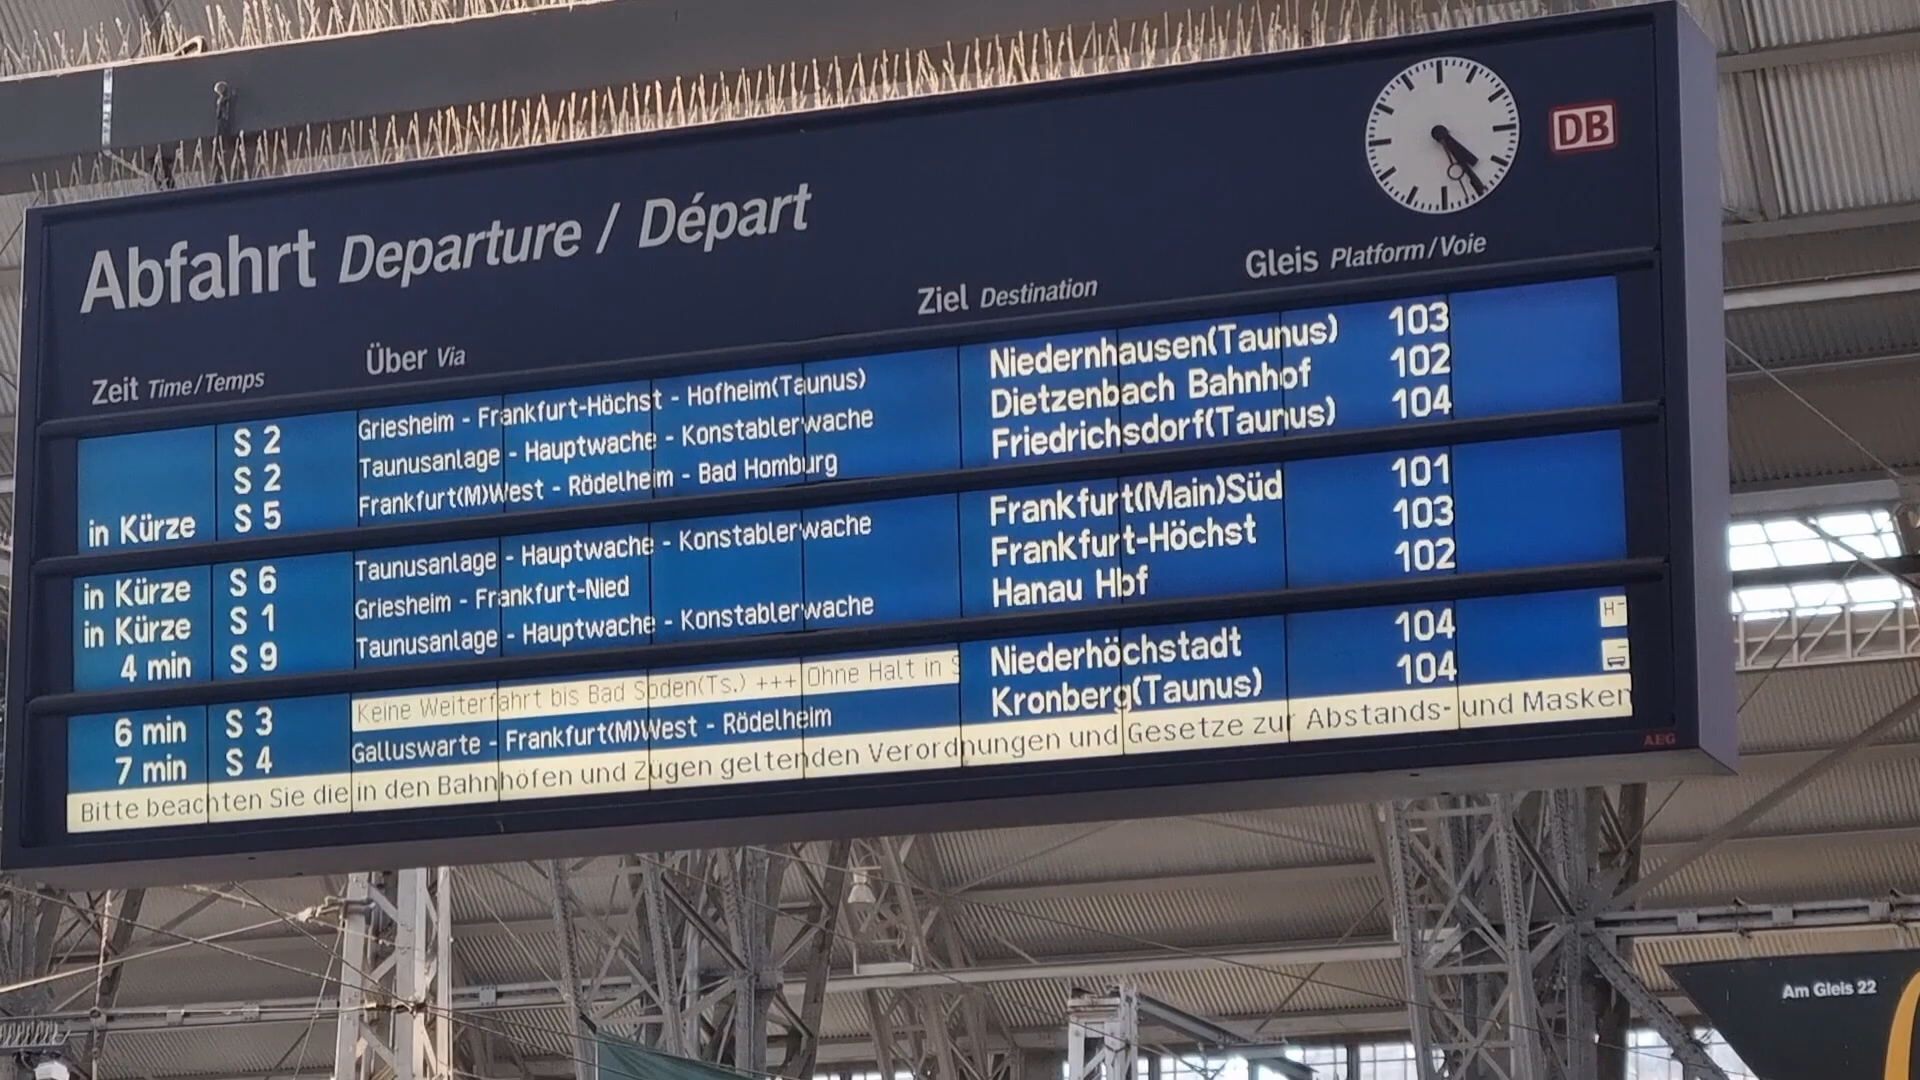 DB
Abfahrt Departure / Départ
Zeit Time/Temps Über Via Ziel Destination Gleis Platform/Voie
S 2 Griesheim - Frankfurt-Höchst - Hofheim(Taunus) Niedernhausen(Taunus) 103
S 2 Taunusanlage - Hauptwache - Konstablerwache Dietzenbach Bahnhof 102
in Kürze S 5 Frankfurt(M)West - Rödelheim - Bad Homburg Friedrichsdorf(Taunus) 104
in Kürze S 6 Taunusanlage - Hauptwache - Konstablerwache Frankfurt(Main)Süd 101
in Kürze S 1 Griesheim - Frankfurt-Nied Frankfurt-Höchst 103
4 min S 9 Taunusanlage - Hauptwache - Konstablerwache Hanau Hbf 102
6 min S 3 Keine Weiterfahrt bis Bad Soden(Ts.) +++ Ohne Halt in S Niederhöchstadt 104 H-
7 min S 4 Galluswarte - Frankfurt(M)West - Rödelheim Kronberg(Taunus) 104
Bitte beachten Sie die in den Bahnhöfen und Zügen geltenden Verordnungen und Gesetze zur Abstands- und Masken
AEG
Am Gleis 22